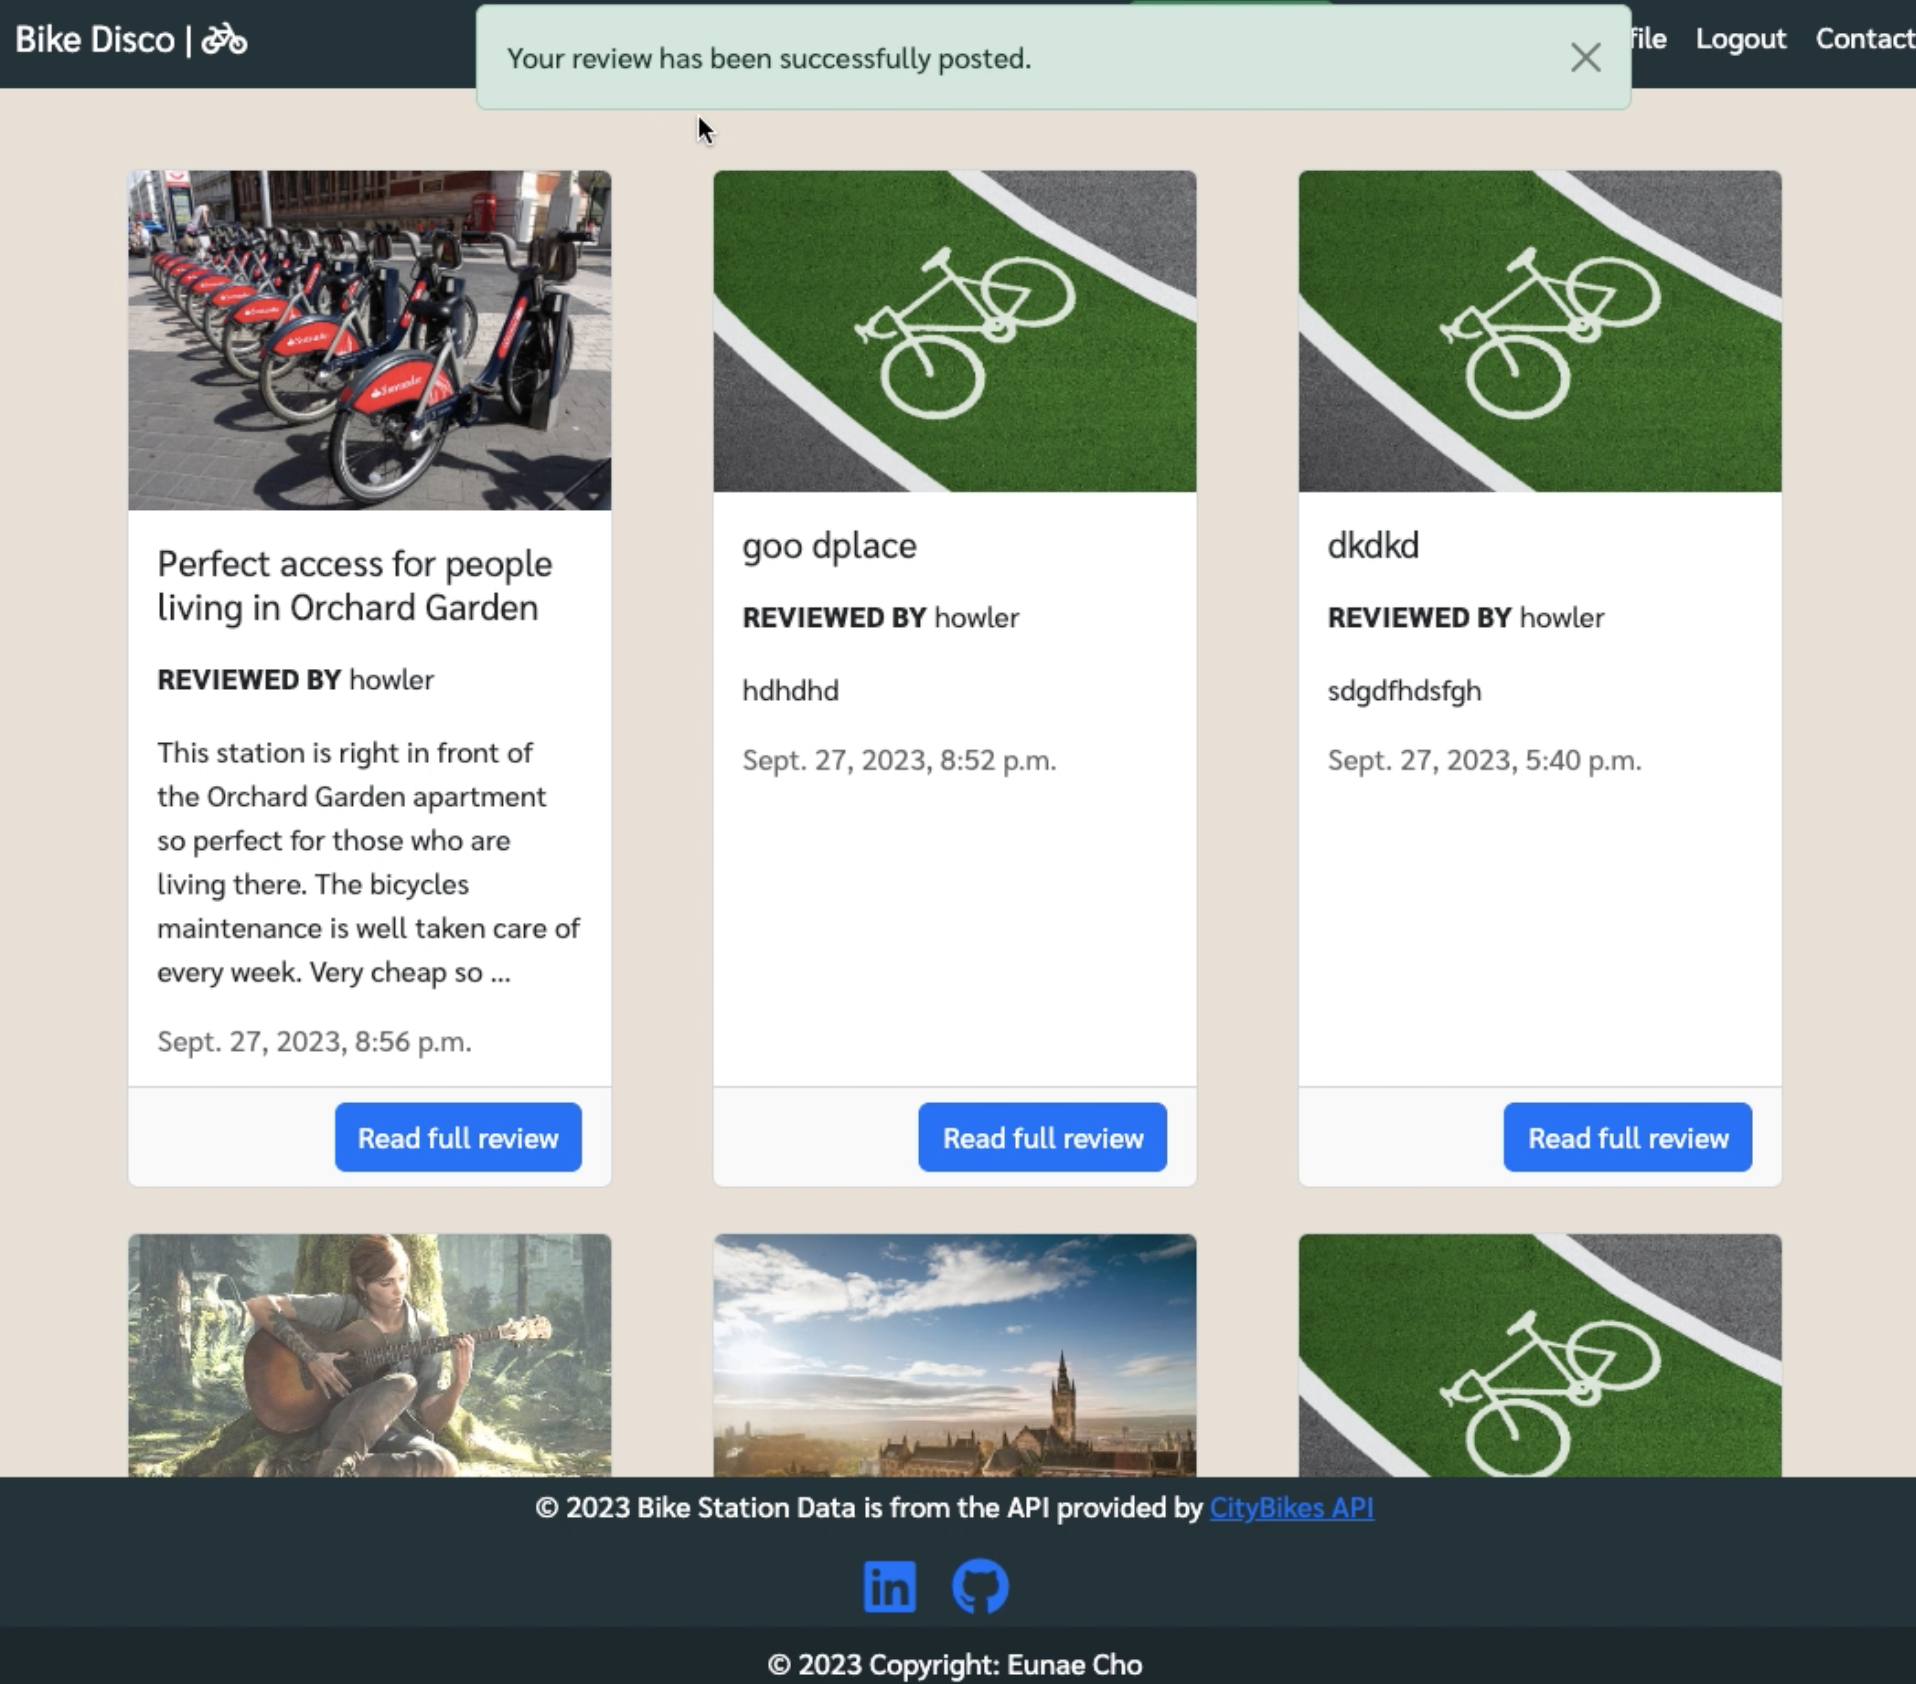 Bike Disco |
Your review has been successfully posted.
Logout
Contact
Santander
Santander
Perfect access for people
living in Orchard Garden
REVIEWED BY howler
This station is right in front of
the Orchard Garden apartment
so perfect for those who are
living there. The bicycles
maintenance is well taken care of
every week. Very cheap so ...
Sept. 27, 2023, 8:56 p.m.
Read full review
goo dplace
REVIEWED BY howler
hdhdhd
Sept. 27, 2023, 8:52 p.m.
Read full review
dkdkd
REVIEWED BY howler
sdgdfhdsfgh
Sept. 27, 2023, 5:40 p.m.
Read full review
© 2023 Bike Station Data is from the API provided by CityBikes API
in
© 2023 Copyright: Eunae Cho